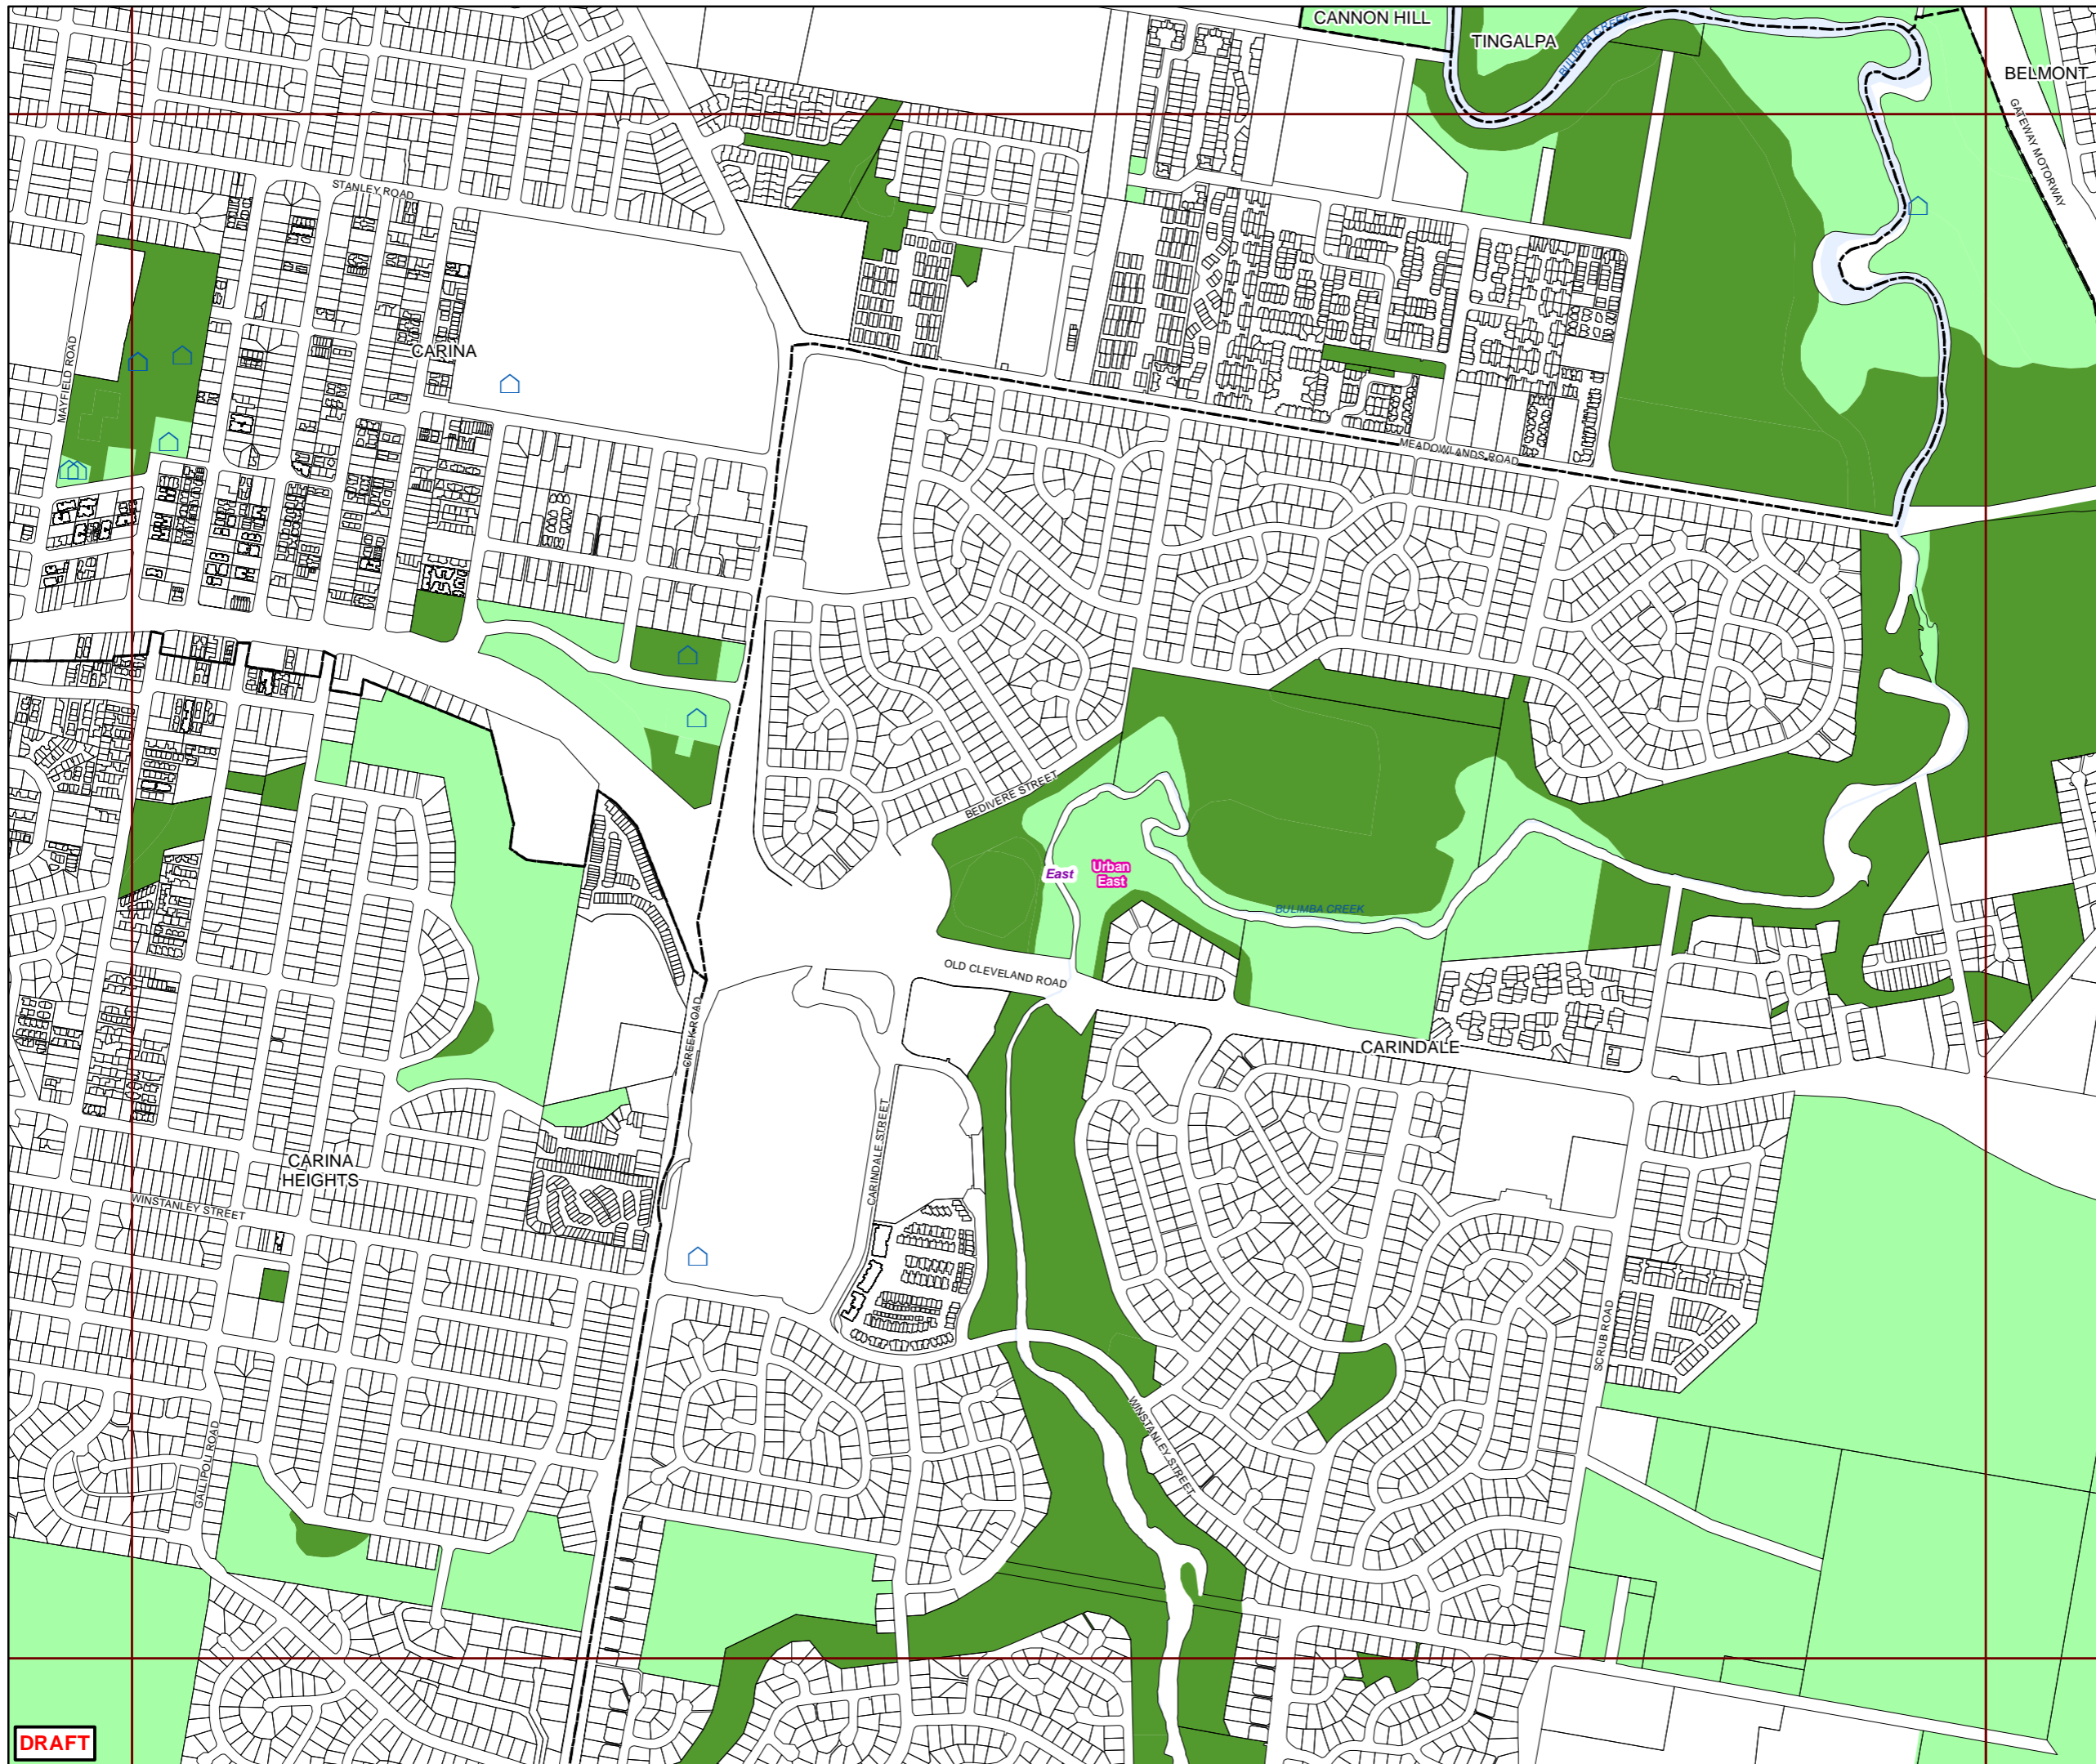 CANNON HILL
TINGALPA
BULIMBA CREEK
BELMONT
GATEWAY MOTORWAY
STANLEY ROAD
CARINA
MAYFIELD ROAD
MEADOWLANDS ROAD
BEDIVERE STREET
East
Urban
East
BULIMBA CREEK
OLD CLEVELAND ROAD
CREEK ROAD
CARINDALE
CARINDALE STREET
CARINA
HEIGHTS
WINSTANLEY STREET
SCRUB ROAD
WINSTANLEY STREET
GALLIPOLI ROAD
DRAFT